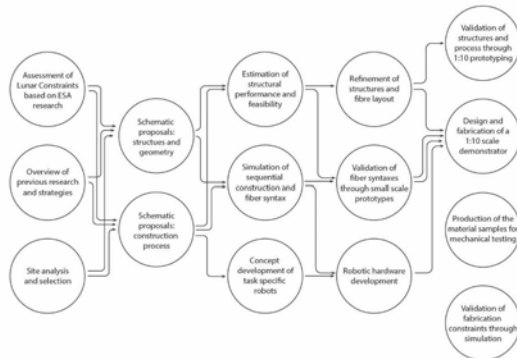 Assessment of
Lunar Constraints
based on ESA
research
Overview of
previous research
and strategies
Site analysis
and selection
Schematic
proposals:
structues and
geometry
Schematic
proposals:
construction
process
Estimation of
structural
performance and
feasibility
Simulation of
sequential
construction and
fiber syntax
Concept
development of
task specific
robots
Refinement of
structures and
fibre layout
Validation of
fiber syntaxes
through small scale
prototypes
Robotic hardware
development
Validation of
structures and
process through
1:10 prototyping
Design and
fabrication of a
1:10 scale
demonstrator
Production of the
material samples for
mechanical testing
Validation of
fabrication
constraints through
simulation